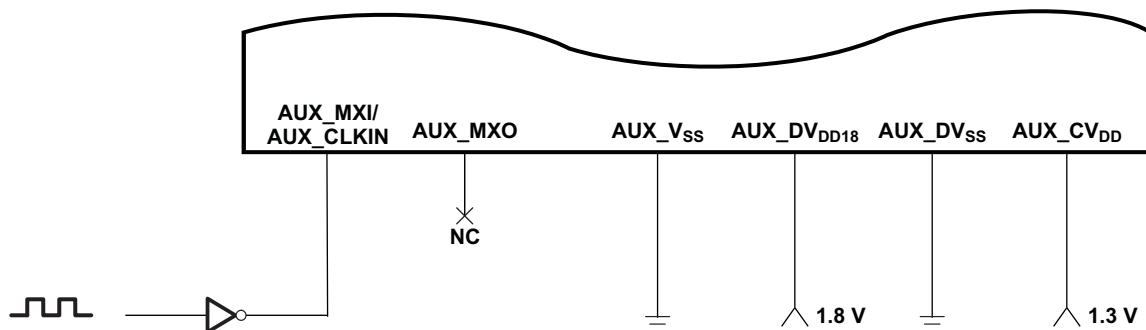 AUX_MXI/
AUX_CLKIN
AUX_MXO
AUX_VSS
AUX_DVDD18
AUX_DVSS
AUX_CVDD
NC
1.8 V
1.3 V